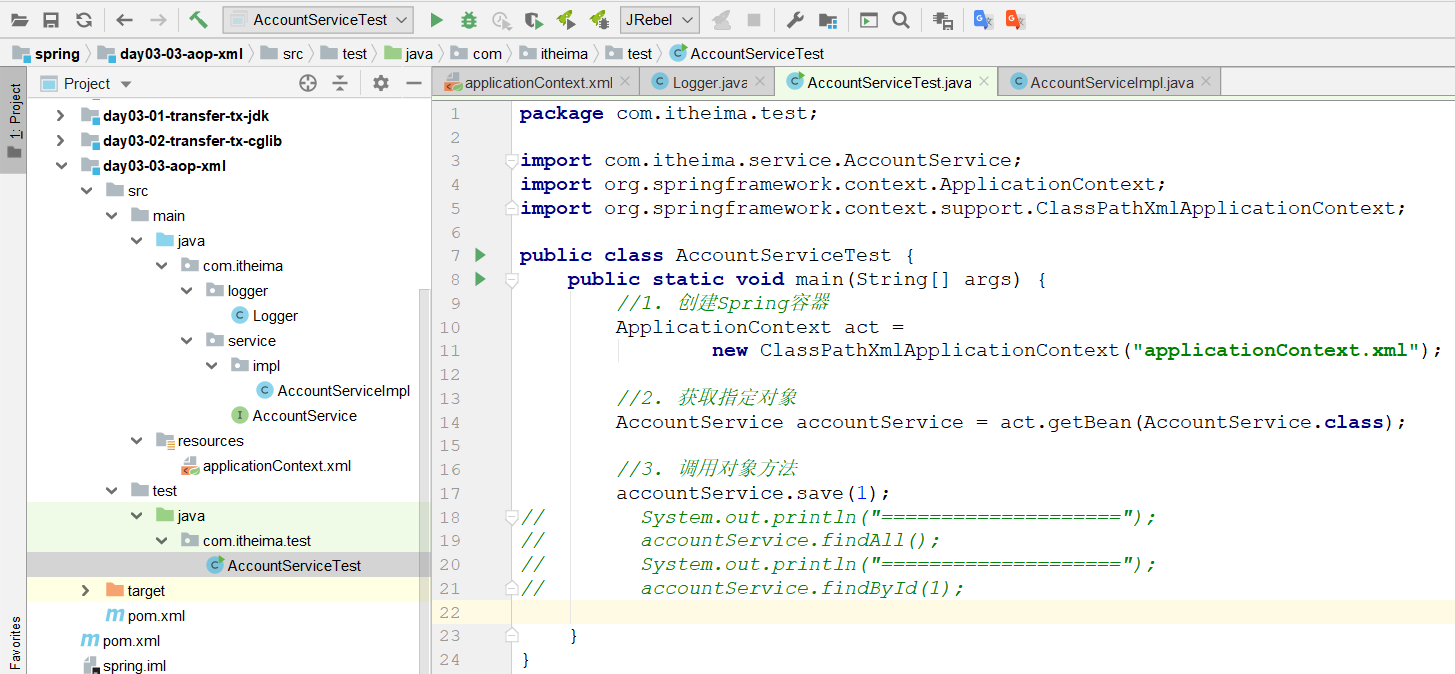 AccountServiceTest
JRebel
spring
day03-03-aop-xml
src
test
java
com
itheima
test
AccountServiceTest
1: Project
Favorites
Project
day03-01-transfer-tx-jdk
day03-02-transfer-tx-cglib
day03-03-aop-xml
src
main
java
com.itheima
logger
Logger
service
impl
AccountServiceImpl
AccountService
resources
applicationContext.xml
test
java
com.itheima.test
AccountServiceTest
target
pom.xml
pom.xml
spring.iml
applicationContext.xml
Logger.java
AccountServiceTest.java
AccountServiceImpl.java
1 package com.itheima.test;
2
3 import com.itheima.service.AccountService;
4 import org.springframework.context.ApplicationContext;
5 import org.springframework.context.support.ClassPathXmlApplicationContext;
6
7 public class AccountServiceTest {
8 public static void main(String[] args) {
9 //1. 创建Spring容器
10 ApplicationContext act =
11 new ClassPathXmlApplicationContext("applicationContext.xml");
12
13 //2. 获取指定对象
14 AccountService accountService = act.getBean(AccountService.class);
15
16 //3. 调用对象方法
17 accountService.save(1);
18 // System.out.println("====================");
19 // accountService.findAll();
20 // System.out.println("====================");
21 // accountService.findById(1);
22
23 }
24 }